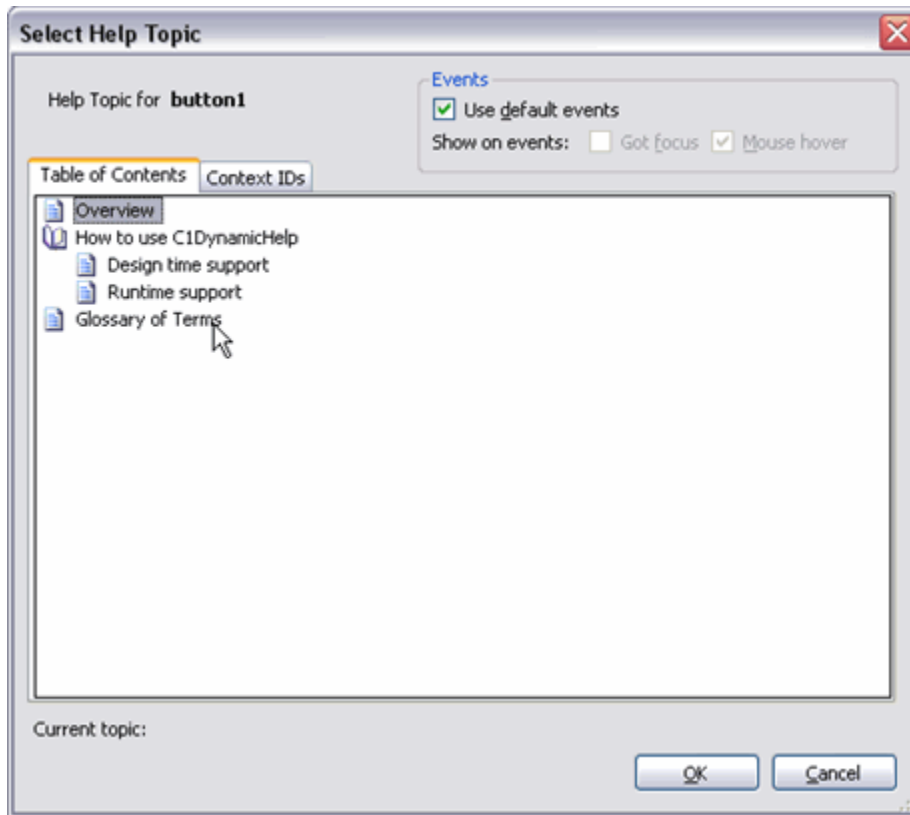 Select Help Topic
Help Topic for button1
Events
Use default events
Show on events: Got focus Mouse hover
Table of Contents Context IDs
Overview
How to use C1DynamicHelp
Design time support
Runtime support
Glossary of Terms
Current topic:
OK Cancel